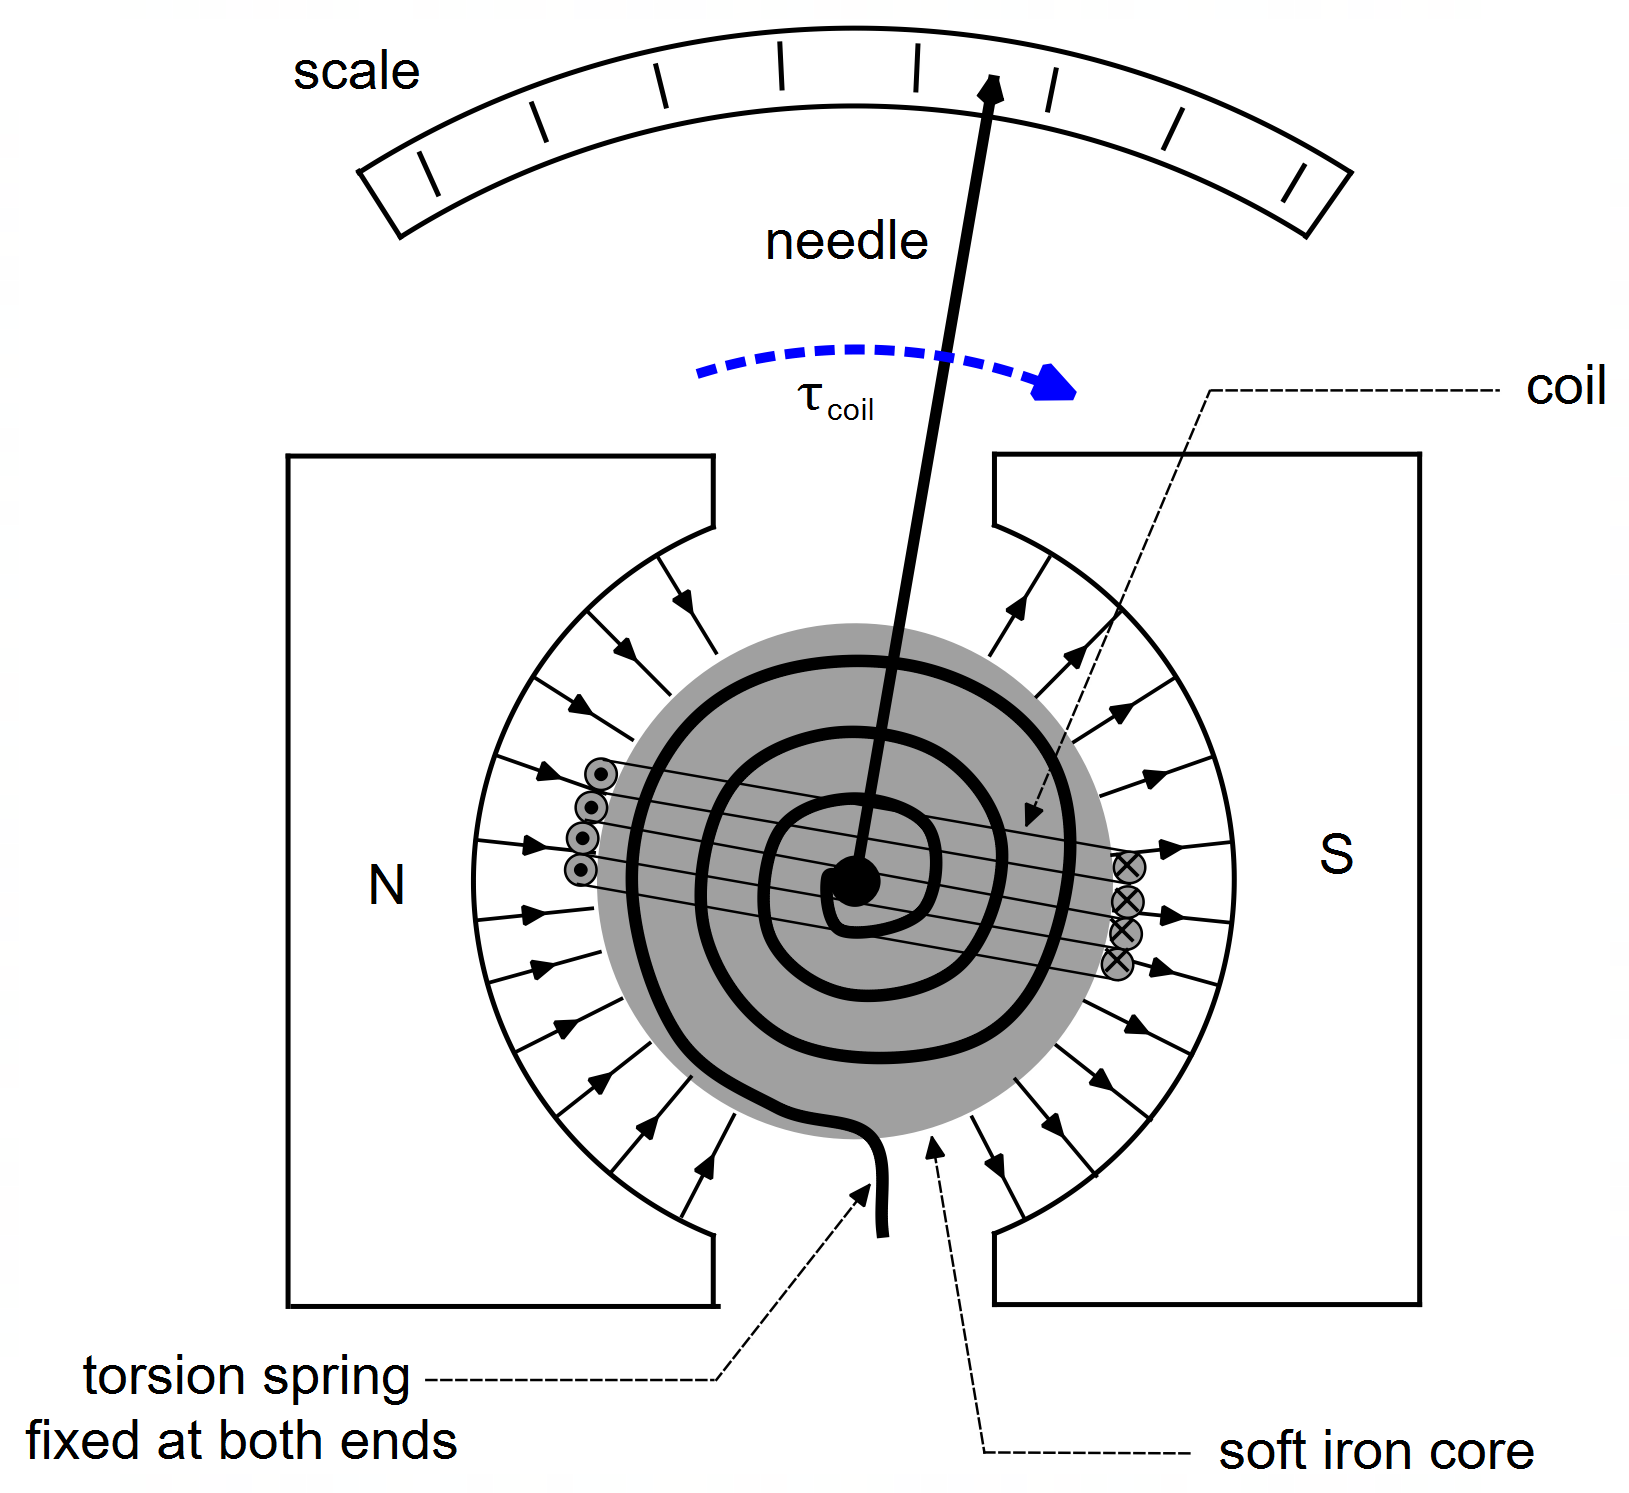 scale
needle
τcoil
coil
N
S
torsion spring
fixed at both ends
soft iron core